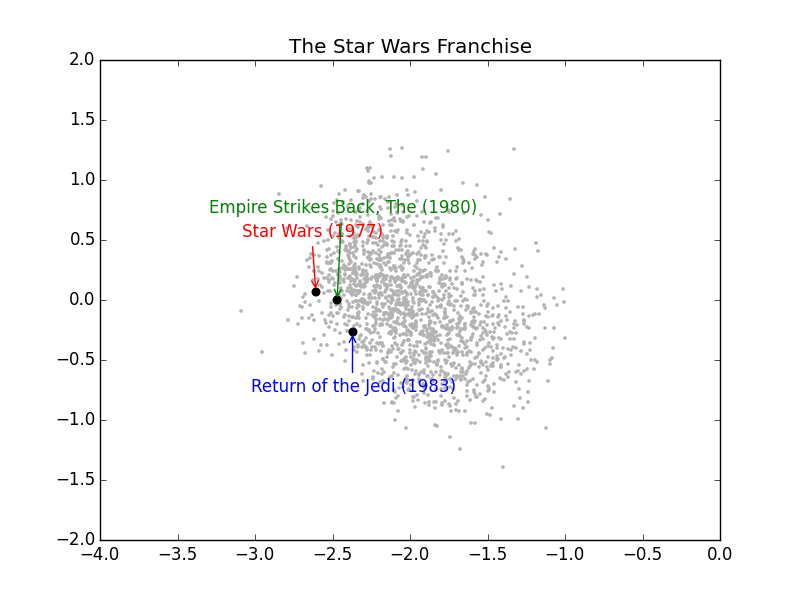 The Star Wars Franchise
2.0
1.5
1.0
Empire Strikes Back, The (1980)
Star Wars (1977)
0.5
0.0
−0.5
Return of the Jedi (1983)
−1.0
−1.5
−2.0
−4.0 −3.5 −3.0 −2.5 −2.0 −1.5 −1.0 −0.5 0.0